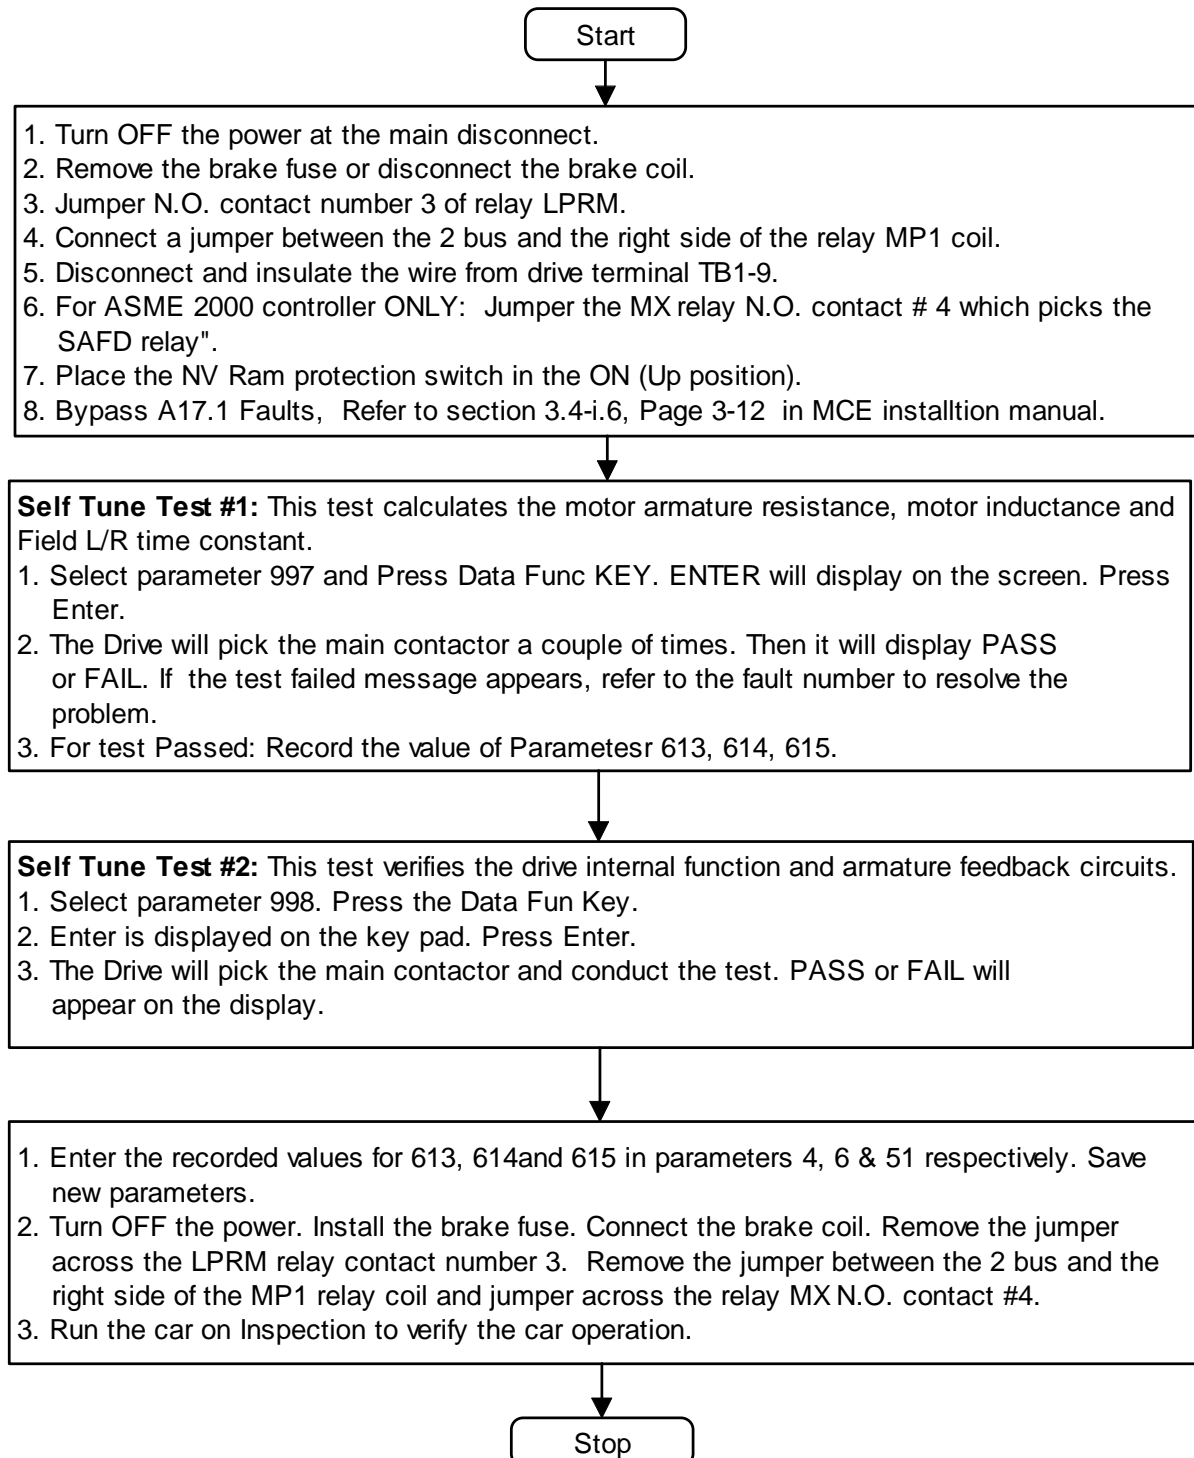 Start
1. Turn OFF the power at the main disconnect.
2. Remove the brake fuse or disconnect the brake coil.
3. Jumper N.O. contact number 3 of relay LPRM.
4. Connect a jumper between the 2 bus and the right side of the relay MP1 coil.
5. Disconnect and insulate the wire from drive terminal TB1-9.
6. For ASME 2000 controller ONLY: Jumper the MX relay N.O. contact # 4 which picks the
SAFD relay".
7. Place the NV Ram protection switch in the ON (Up position).
8. Bypass A17.1 Faults, Refer to section 3.4-i.6, Page 3-12 in MCE installtion manual.
Self Tune Test #1: This test calculates the motor armature resistance, motor inductance and
Field L/R time constant.
1. Select parameter 997 and Press Data Func KEY. ENTER will display on the screen. Press
Enter.
2. The Drive will pick the main contactor a couple of times. Then it will display PASS
or FAIL. If the test failed message appears, refer to the fault number to resolve the
problem.
3. For test Passed: Record the value of Parametesr 613, 614, 615.
Self Tune Test #2: This test verifies the drive internal function and armature feedback circuits.
1. Select parameter 998. Press the Data Fun Key.
2. Enter is displayed on the key pad. Press Enter.
3. The Drive will pick the main contactor and conduct the test. PASS or FAIL will
appear on the display.
1. Enter the recorded values for 613, 614and 615 in parameters 4, 6 & 51 respectively. Save
new parameters.
2. Turn OFF the power. Install the brake fuse. Connect the brake coil. Remove the jumper
across the LPRM relay contact number 3. Remove the jumper between the 2 bus and the
right side of the MP1 relay coil and jumper across the relay MX N.O. contact #4.
3. Run the car on Inspection to verify the car operation.
Stop